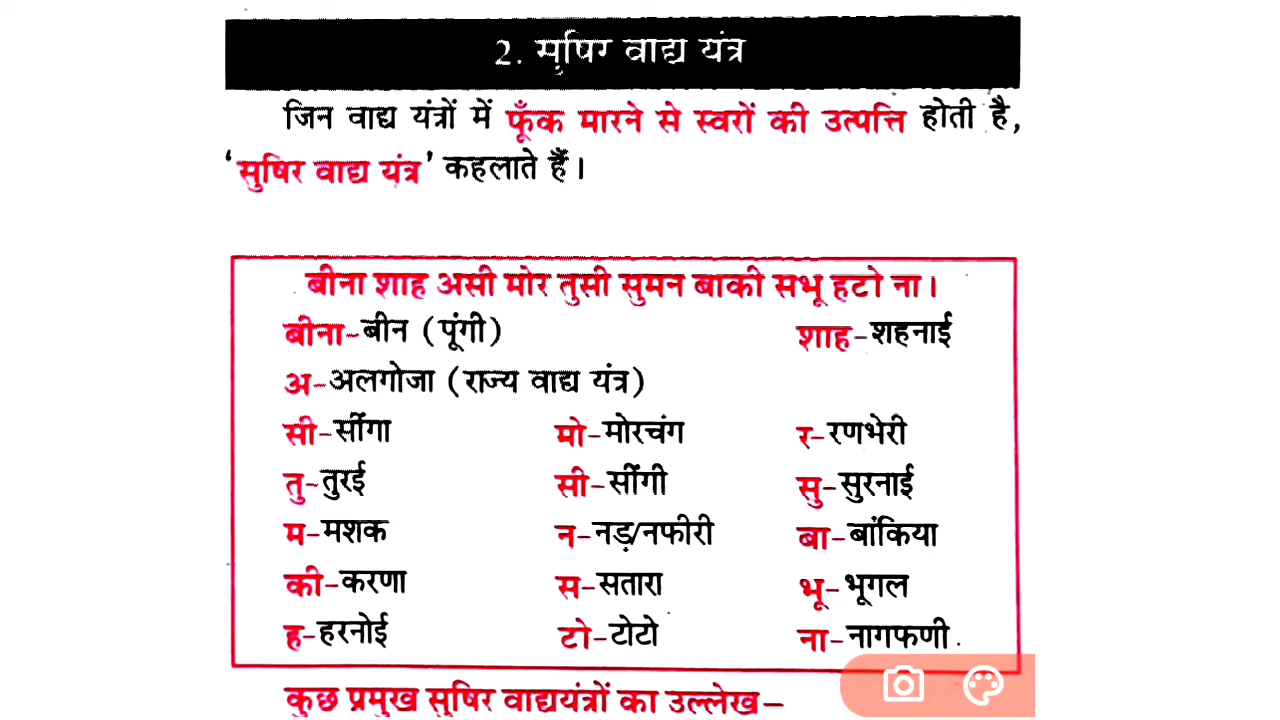 2. सुषिर वाद्य यंत्र
जिन वाद्य यंत्रों में फूँक मारने से स्वरों की उत्पत्ति होती है,
‘सुषिर वाद्य यंत्र’ कहलाते हैं।
बीना शाह असी मोर तुसी सुमन बाकी सभू हटो ना।
बीना-बीन (पूंगी) शाह-शहनाई
अ-अलगोजा (राज्य वाद्य यंत्र)
सी-सींगा मो-मोरचंग र-रणभेरी
तु-तुरई सी-सींगी सु-सुरनाई
म-मशक न-नड़/नफीरी बा-बांकिया
की-करणा स-सतारा भू-भूगल
ह-हरनोई टो-टोटो ना-नागफणी
कुछ प्रमुख सुषिर वाद्ययंत्रों का उल्लेख-